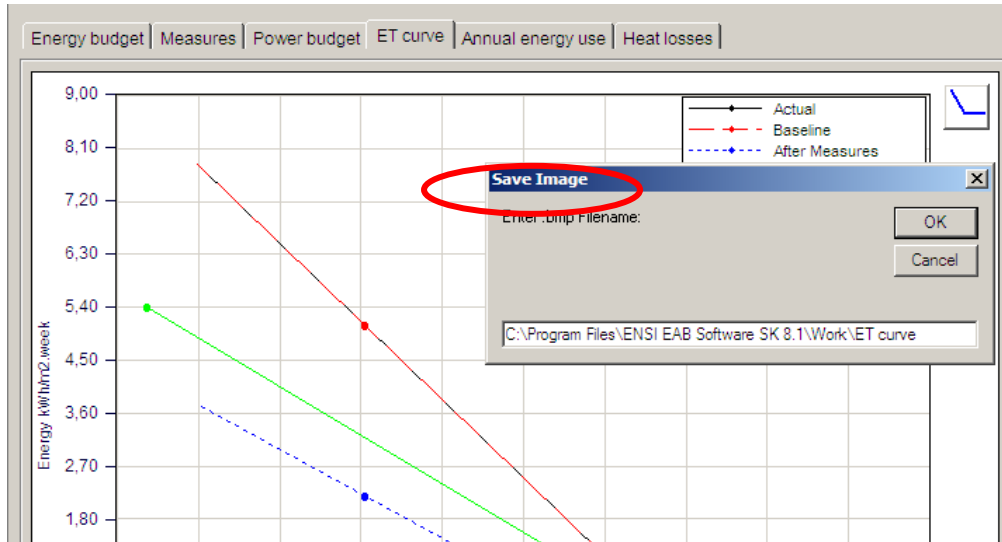 Energy budget Measures Power budget ET curve Annual energy use Heat losses
9,00
Actual
Baseline
8,10
After Measures
Save Image
7,20
Enter .bmp Filename:
OK
6,30
Cancel
5,40
C:\Program Files\ENSI EAB Software SK 8.1\Work\ET curve
4,50
Energy kWh/m2.week
3,60
2,70
1,80